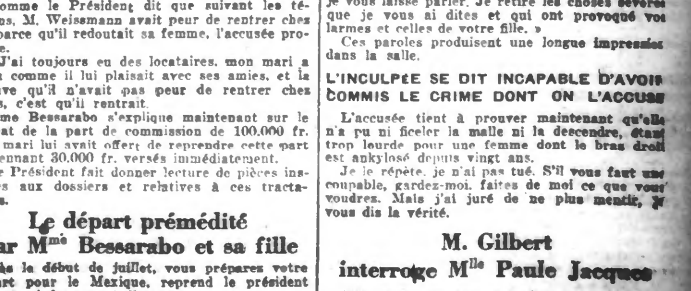 omme le Président dit que suivant les té-
ns, M. Weissmann avait peur de rentrer chez
parce qu'il redoutait sa femme, l'accusée pro-
e.
J'ai toujours eu des locataires. mon mari a
comme il lui plaisait avec ses amies, et la
ve qu'il n'avait pas peur de rentrer chez
, c'est qu'il rentrait.
me Bessarabo s'explique maintenant sur le
at de la part de commission de 100.000 fr.
mari lui avait offert de reprendre cette part
ennant 30.000 fr. versés immédiatement.
e Président fait donner lecture de pièces ins-
es aux dossiers et relatives à ces tracta-
s.
Le départ prémédité
ar Mme Bessarabo et sa fille
s le début de juillet, vous prépares votre
art pour le Mexique, reprend le président
je vous laisse parler. Je retire les choses sévères
que je vous ai dites et qui ont provoqué vos
larmes et celles de votre fille. »
Ces paroles produisent une longue impression
dans la salle.
L'INCULPÉE SE DIT INCAPABLE D'AVOIR
COMMIS LE CRIME DONT ON L'ACCUSE
L'accusée tient à prouver maintenant qu'elle
n'a pu ni ficeler la malle ni la descendre, étant
trop lourde pour une femme dont le bras droit
est ankylosé depuis vingt ans.
Je le répète. je n'ai pas tué. S'il vous faut une
coupable, gardez-moi. faites de moi ce que vous
voudres. Mais j'ai juré de ne plus mentir, je
vous dis la vérité.
M. Gilbert
interroge Mlle Paule Jacques